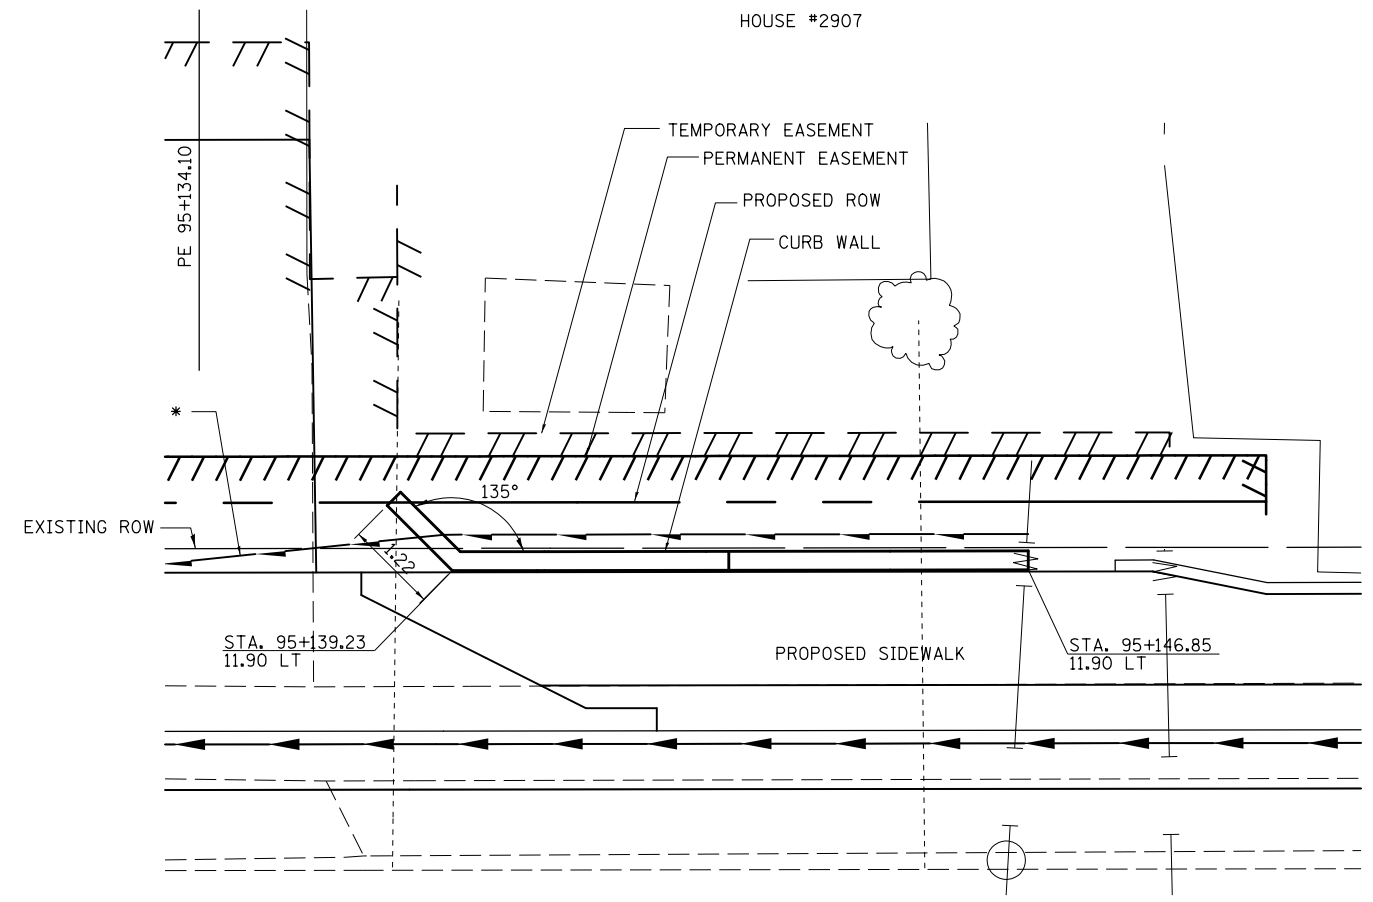 HOUSE #2907
TEMPORARY EASEMENT
PERMANENT EASEMENT
PE 95+134.10
PROPOSED ROW
CURB WALL
*
135°
EXISTING ROW
1.22
STA. 95+139.23
11.90 LT
PROPOSED SIDEWALK
STA. 95+146.85
11.90 LT